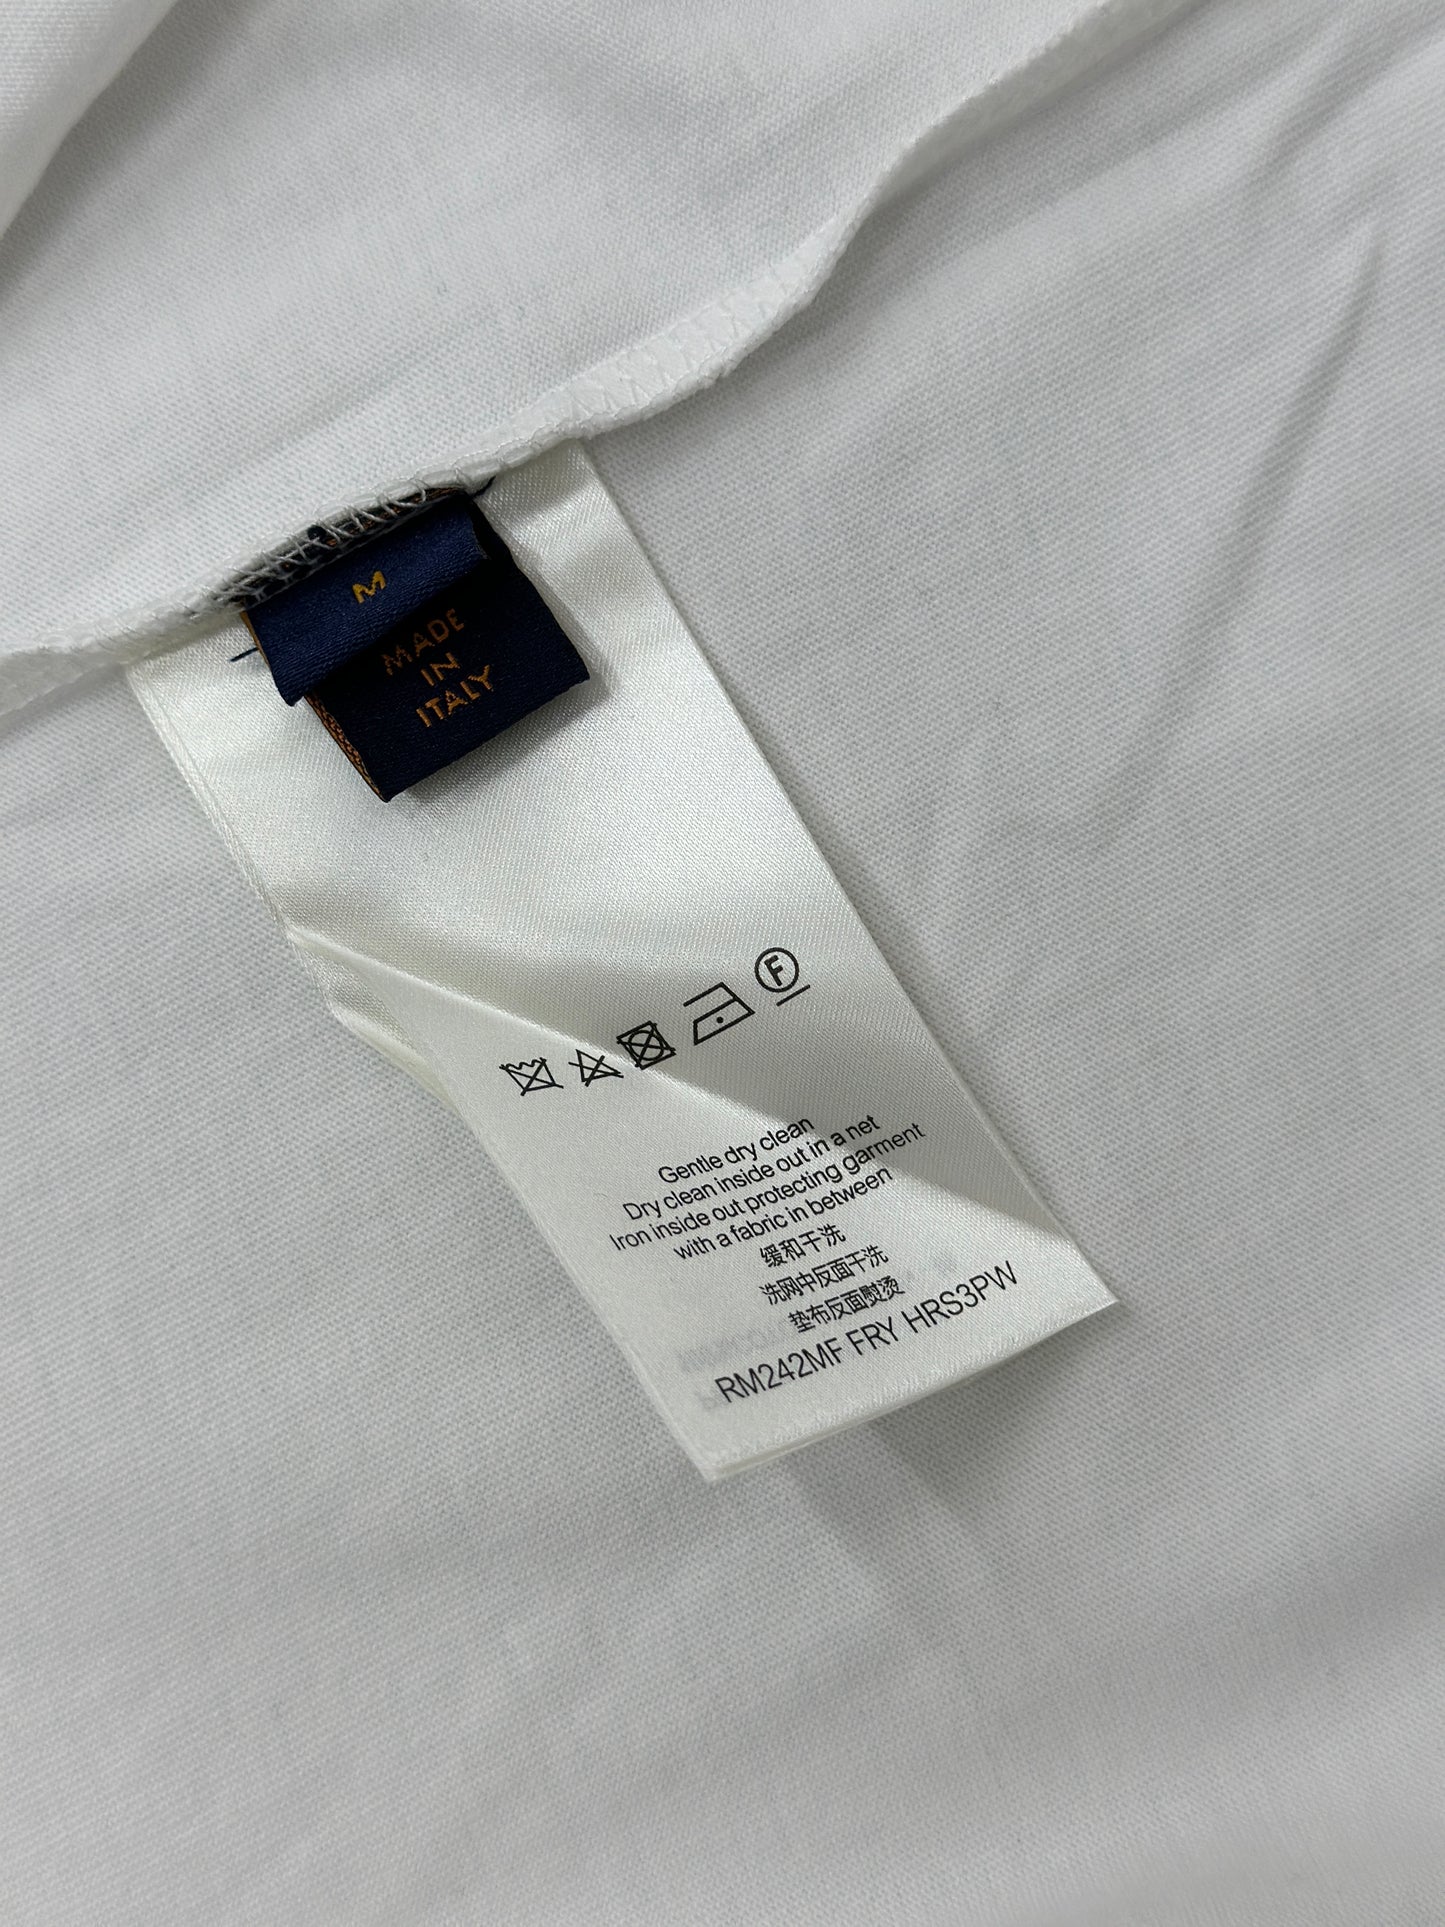 M
MADE
IN
ITALY
F
Gentle dry clean
Dry clean inside out in a net
Iron inside out protecting garment
with a fabric in between
缓和干洗
洗网中反面干洗
垫布反面熨烫
RM242MF FRY HRS3PW